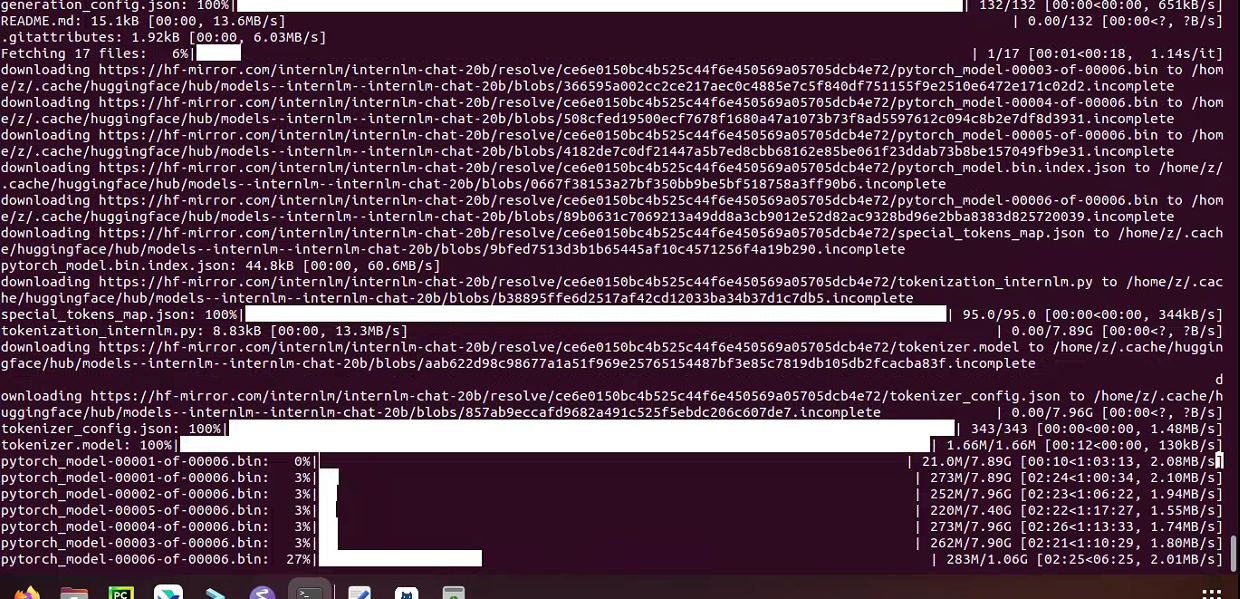 generation_config.json: 100%| | 132/132 [00:00<00:00, 651kB/s]
README.md: 15.1kB [00:00, 13.6MB/s] | 0.00/132 [00:00<?, ?B/s]
.gitattributes: 1.92kB [00:00, 6.03MB/s]
Fetching 17 files: 6%| | 1/17 [00:01<00:18, 1.14s/it]
downloading https://hf-mirror.com/internlm/internlm-chat-20b/resolve/ce6e0150bc4b525c44f6e450569a05705dcb4e72/pytorch_model-00003-of-00006.bin to /hom
e/z/.cache/huggingface/hub/models--internlm--internlm-chat-20b/blobs/366595a002cc2ce217aec0c4885e7c5f840df751155f9e2510e6472e171c02d2.incomplete
downloading https://hf-mirror.com/internlm/internlm-chat-20b/resolve/ce6e0150bc4b525c44f6e450569a05705dcb4e72/pytorch_model-00004-of-00006.bin to /hom
e/z/.cache/huggingface/hub/models--internlm--internlm-chat-20b/blobs/508cfed19500ecf7678f1680a47a1073b73f8ad5597612c094c8b2e7df8d3931.incomplete
downloading https://hf-mirror.com/internlm/internlm-chat-20b/resolve/ce6e0150bc4b525c44f6e450569a05705dcb4e72/pytorch_model-00005-of-00006.bin to /hom
e/z/.cache/huggingface/hub/models--internlm--internlm-chat-20b/blobs/4182de7c0df21447a5b7ed8cbb68162e85be061f23ddab73b8be157049fb9e31.incomplete
downloading https://hf-mirror.com/internlm/internlm-chat-20b/resolve/ce6e0150bc4b525c44f6e450569a05705dcb4e72/pytorch_model.bin.index.json to /home/z/
.cache/huggingface/hub/models--internlm--internlm-chat-20b/blobs/0667f38153a27bf350bb9be5bf518758a3ff90b6.incomplete
downloading https://hf-mirror.com/internlm/internlm-chat-20b/resolve/ce6e0150bc4b525c44f6e450569a05705dcb4e72/pytorch_model-00006-of-00006.bin to /hom
e/z/.cache/huggingface/hub/models--internlm--internlm-chat-20b/blobs/89b0631c7069213a49dd8a3cb9012e52d82ac9328bd96e2bba8383d825720039.incomplete
downloading https://hf-mirror.com/internlm/internlm-chat-20b/resolve/ce6e0150bc4b525c44f6e450569a05705dcb4e72/special_tokens_map.json to /home/z/.cach
e/huggingface/hub/models--internlm--internlm-chat-20b/blobs/9bfed7513d3b1b65445af10c4571256f4a19b290.incomplete
pytorch_model.bin.index.json: 44.8kB [00:00, 60.6MB/s]
downloading https://hf-mirror.com/internlm/internlm-chat-20b/resolve/ce6e0150bc4b525c44f6e450569a05705dcb4e72/tokenization_internlm.py to /home/z/.cac
he/huggingface/hub/models--internlm--internlm-chat-20b/blobs/b38895ffe6d2517af42cd12033ba34b37d1c7db5.incomplete
special_tokens_map.json: 100%| | 95.0/95.0 [00:00<00:00, 344kB/s]
tokenization_internlm.py: 8.83kB [00:00, 13.3MB/s] | 0.00/7.89G [00:00<?, ?B/s]
downloading https://hf-mirror.com/internlm/internlm-chat-20b/resolve/ce6e0150bc4b525c44f6e450569a05705dcb4e72/tokenizer.model to /home/z/.cache/huggin
gface/hub/models--internlm--internlm-chat-20b/blobs/aab622d98c98677a1a51f969e25765154487bf3e85c7819db105db2fcacba83f.incomplete
d
ownloading https://hf-mirror.com/internlm/internlm-chat-20b/resolve/ce6e0150bc4b525c44f6e450569a05705dcb4e72/tokenizer_config.json to /home/z/.cache/h
uggingface/hub/models--internlm--internlm-chat-20b/blobs/857ab9eccafd9682a491c525f5ebdc206c607de7.incomplete | 0.00/7.96G [00:00<?, ?B/s]
tokenizer_config.json: 100%| | 343/343 [00:00<00:00, 1.48MB/s]
tokenizer.model: 100%| | 1.66M/1.66M [00:12<00:00, 130kB/s]
pytorch_model-00001-of-00006.bin: 0%| | 21.0M/7.89G [00:10<1:03:13, 2.08MB/s]
pytorch_model-00001-of-00006.bin: 3%| | 273M/7.89G [02:24<1:00:34, 2.10MB/s]
pytorch_model-00002-of-00006.bin: 3%| | 252M/7.96G [02:23<1:06:22, 1.94MB/s]
pytorch_model-00005-of-00006.bin: 3%| | 220M/7.40G [02:22<1:17:27, 1.55MB/s]
pytorch_model-00004-of-00006.bin: 3%| | 273M/7.96G [02:26<1:13:33, 1.74MB/s]
pytorch_model-00003-of-00006.bin: 3%| | 262M/7.90G [02:21<1:10:29, 1.80MB/s]
pytorch_model-00006-of-00006.bin: 27%| | 283M/1.06G [02:25<06:25, 2.01MB/s]
PC